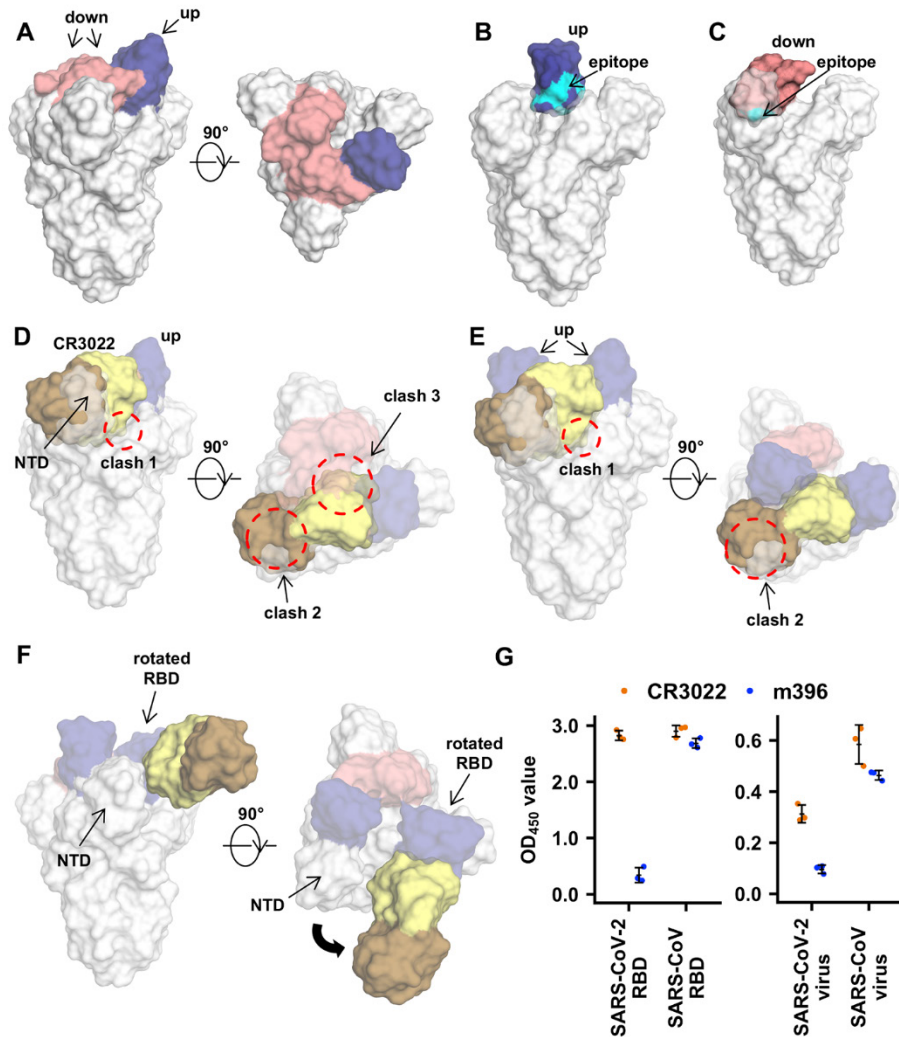 A
down
up
90°
B
up
epitope
C
down
epitope
D
CR3022
up
NTD
clash 1
90°
clash 3
clash 2
E
up
clash 1
90°
clash 2
F
rotated
RBD
NTD
90°
rotated
RBD
NTD
G
CR3022
m396
OD450 value
3.0
2.0
1.0
0.0
SARS-CoV-2
RBD
SARS-CoV
RBD
0.6
0.4
0.2
0.0
SARS-CoV-2
virus
SARS-CoV
virus